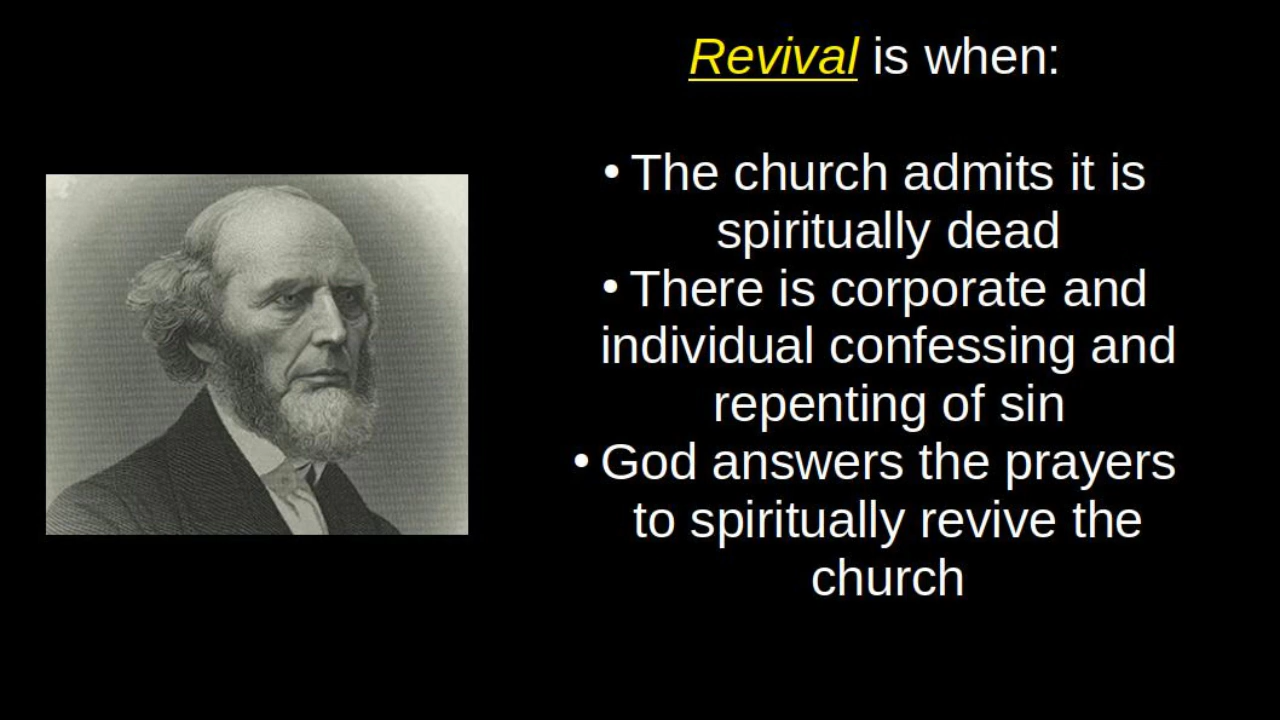 Revival is when:
• The church admits it is
spiritually dead
• There is corporate and
individual confessing and
repenting of sin
• God answers the prayers
to spiritually revive the
church